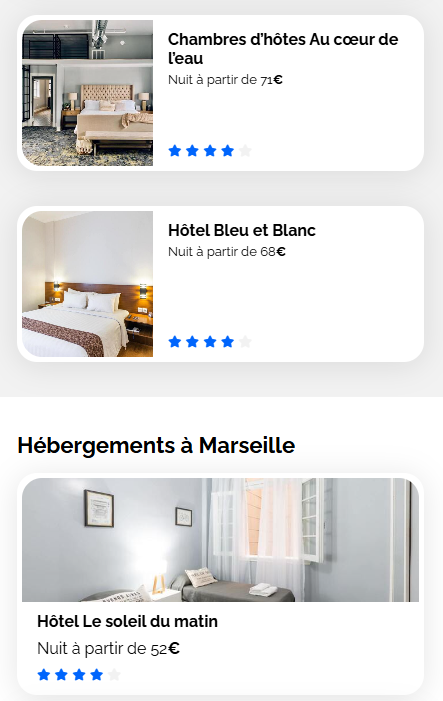 Chambres d'hôtes Au cœur de
l'eau
Nuit à partir de 71€
Hôtel Bleu et Blanc
Nuit à partir de 68€
Hébergements à Marseille
Hôtel Le soleil du matin
Nuit à partir de 52€